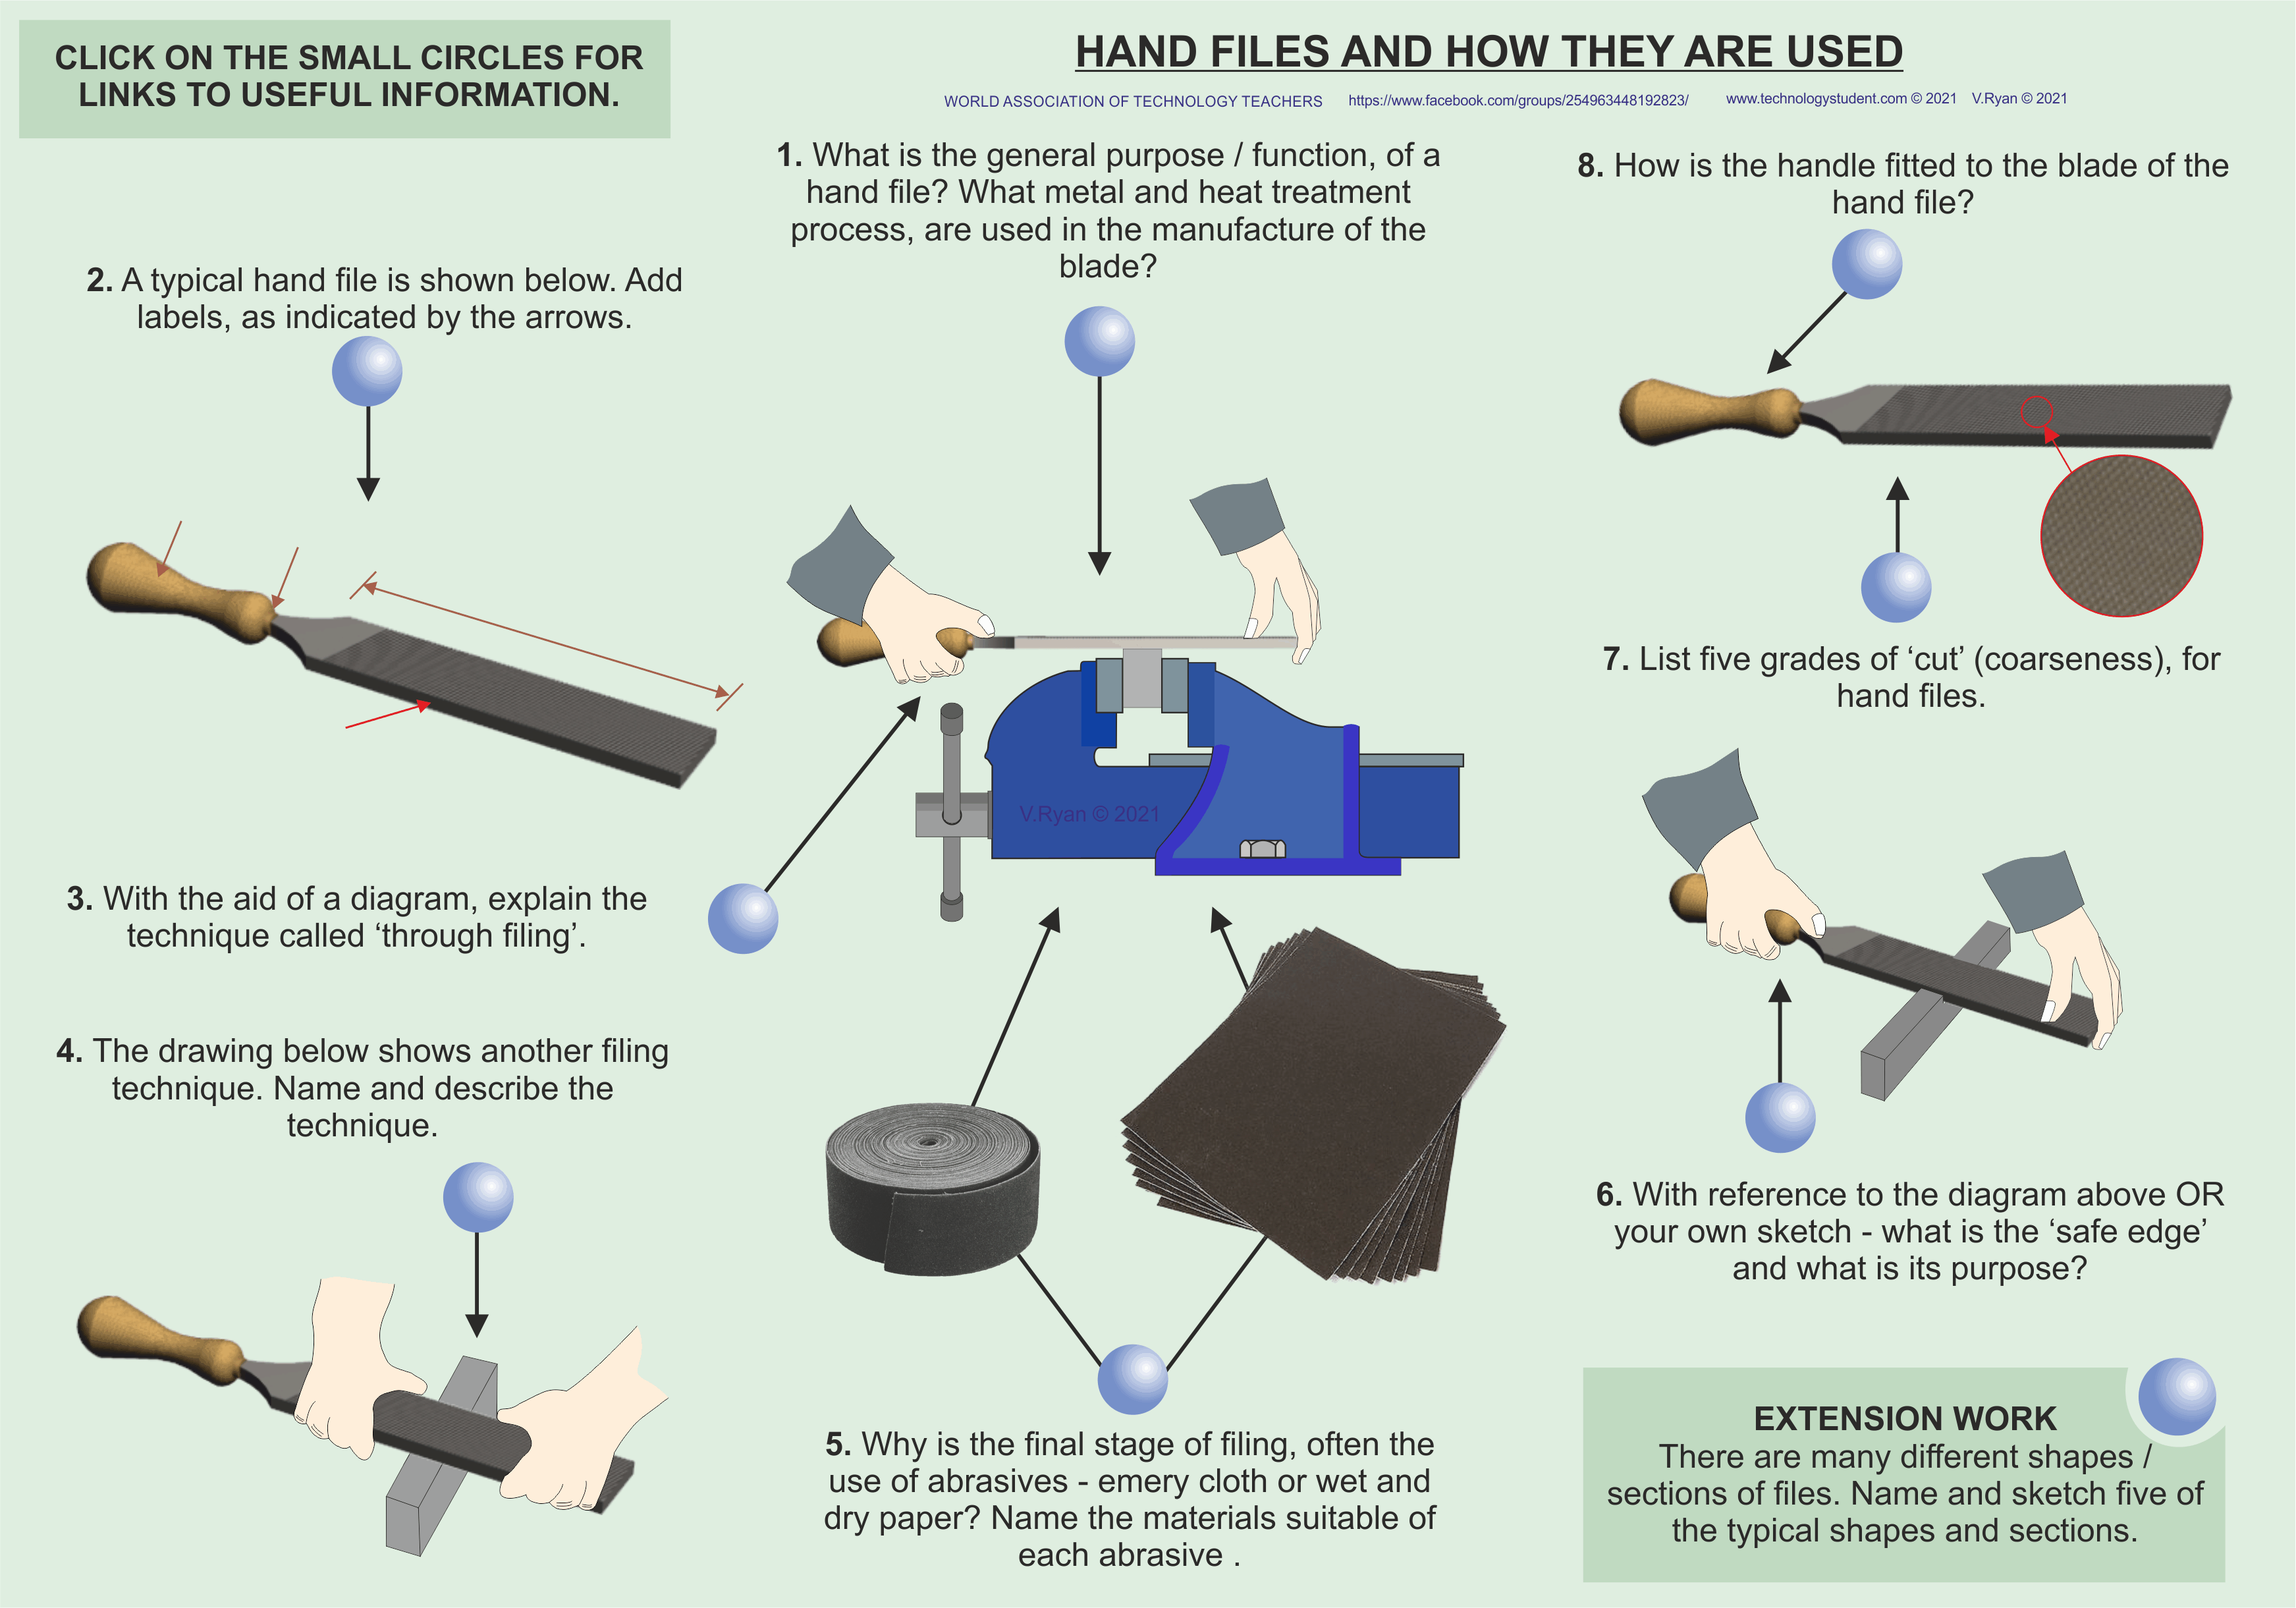 CLICK ON THE SMALL CIRCLES FOR
LINKS TO USEFUL INFORMATION.
HAND FILES AND HOW THEY ARE USED
WORLD ASSOCIATION OF TECHNOLOGY TEACHERS https://www.facebook.com/groups/254963448192823/ www.technologystudent.com © 2021 V.Ryan © 2021
1. What is the general purpose / function, of a
hand file? What metal and heat treatment
process, are used in the manufacture of the
blade?
8. How is the handle fitted to the blade of the
hand file?
2. A typical hand file is shown below. Add
labels, as indicated by the arrows.
7. List five grades of ‘cut’ (coarseness), for
hand files.
V.Ryan © 2021
3. With the aid of a diagram, explain the
technique called ‘through filing’.
4. The drawing below shows another filing
technique. Name and describe the
technique.
6. With reference to the diagram above OR
your own sketch - what is the ‘safe edge’
and what is its purpose?
5. Why is the final stage of filing, often the
use of abrasives - emery cloth or wet and
dry paper? Name the materials suitable of
each abrasive .
EXTENSION WORK
There are many different shapes /
sections of files. Name and sketch five of
the typical shapes and sections.